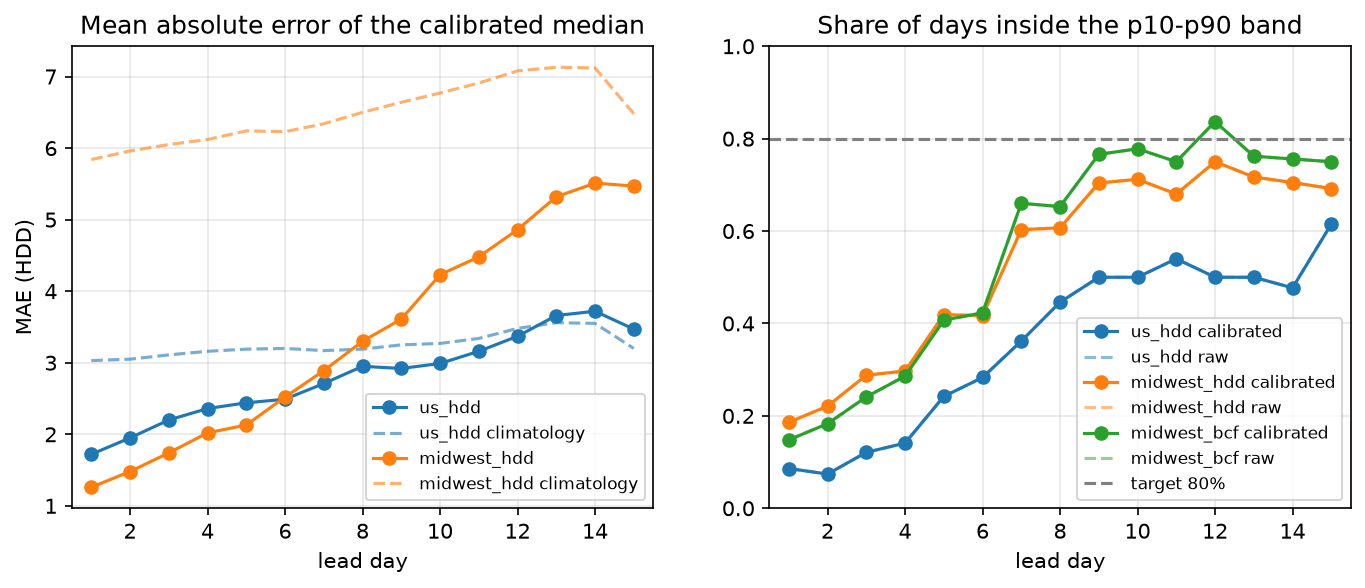 Mean absolute error of the calibrated median
MAE (HDD)
7
6
5
4
3
2
1
2 4 6 8 10 12 14
lead day
us_hdd
us_hdd climatology
midwest_hdd
midwest_hdd climatology
Share of days inside the p10-p90 band
1.0
0.8
0.6
0.4
0.2
0.0
2 4 6 8 10 12 14
lead day
us_hdd calibrated
us_hdd raw
midwest_hdd calibrated
midwest_hdd raw
midwest_bcf calibrated
midwest_bcf raw
target 80%